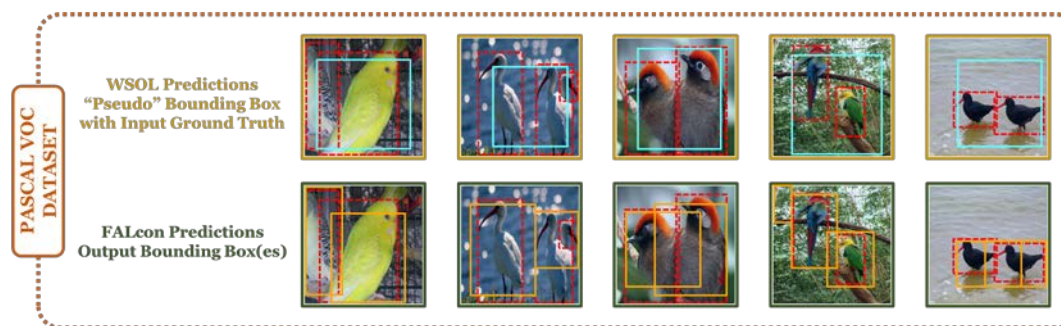 PASCAL VOC
DATASET
WSOL Predictions
“Pseudo” Bounding Box
with Input Ground Truth
FALcon Predictions
Output Bounding Box(es)